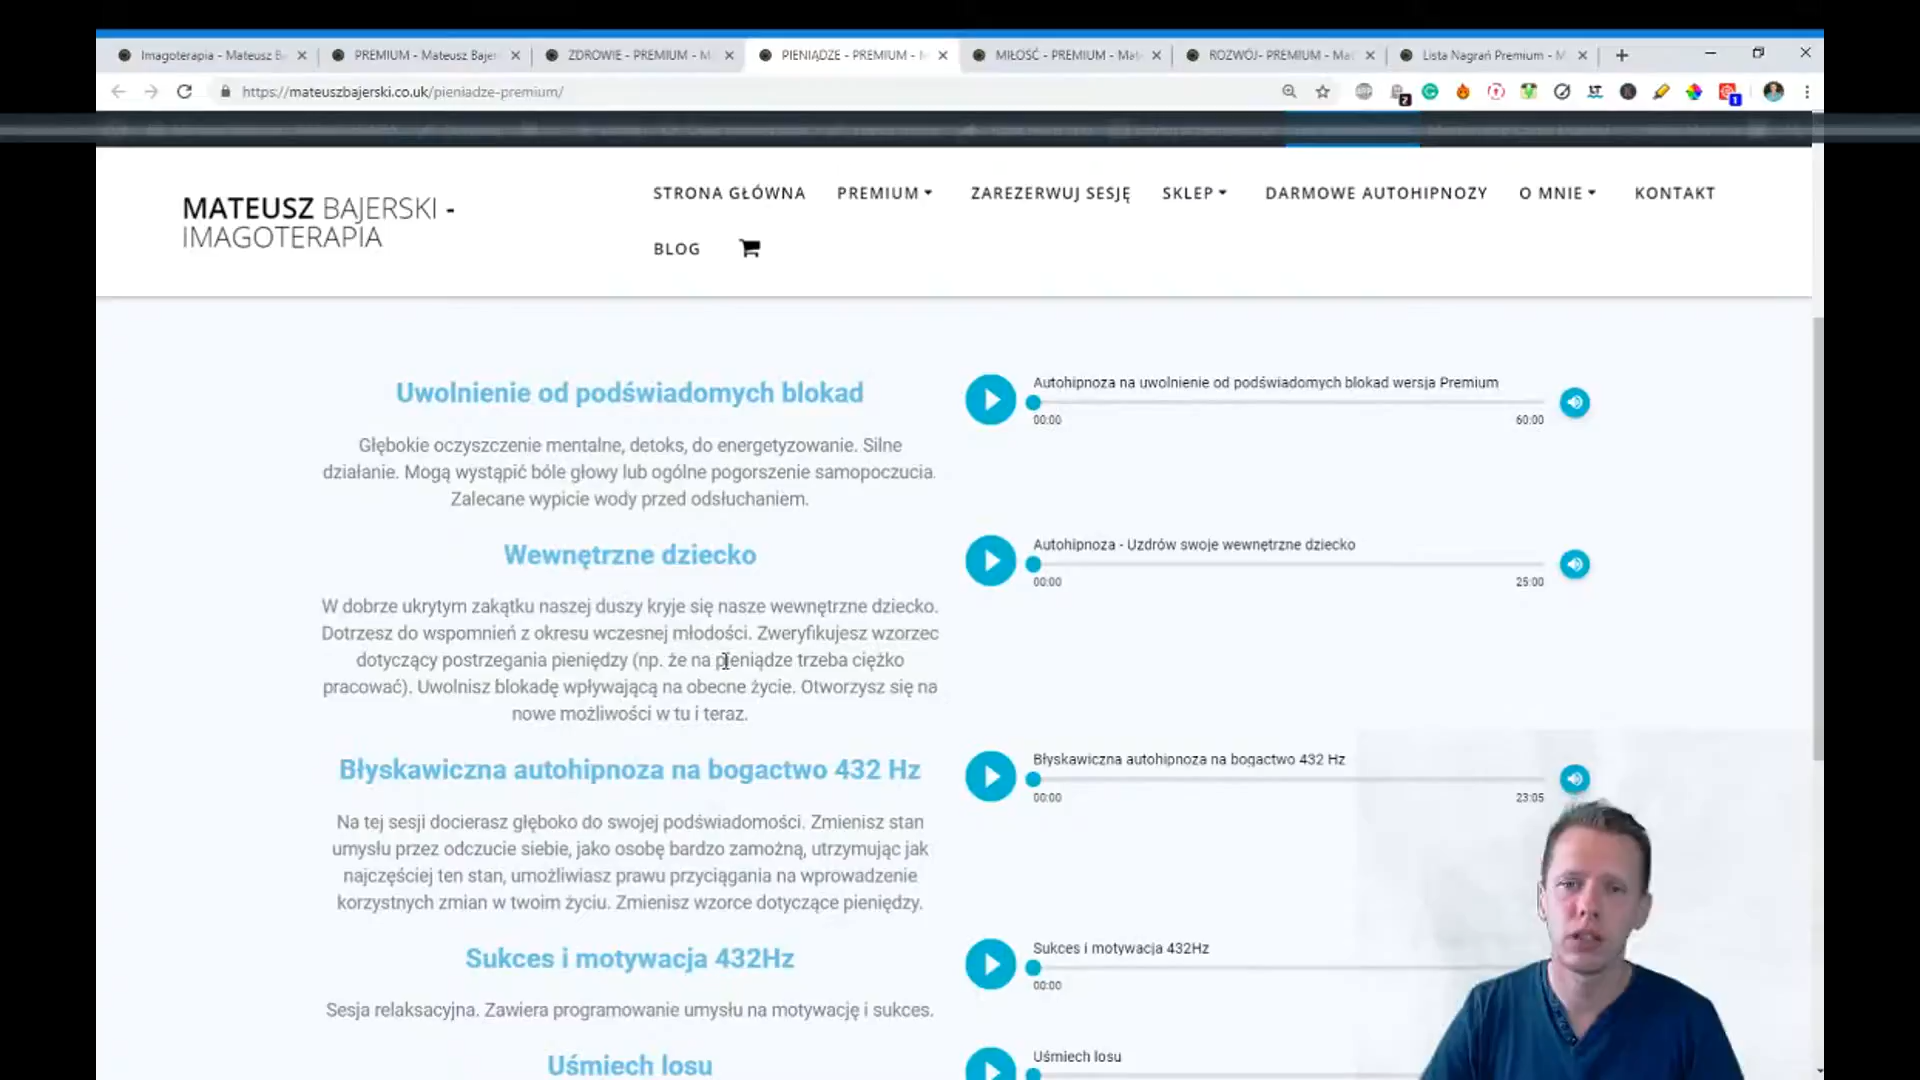 Imagoterapia - Mateusz B
PREMIUM - Mateusz Bajer
ZDROWIE - PREMIUM - M
PIENIĄDZE - PREMIUM -
MIŁOŚĆ - PREMIUM - Mat
ROZWÓJ- PREMIUM - Ma
Lista Nagrań Premium - M
https://mateuszbajerski.co.uk/pieniadze-premium/
MATEUSZ BAJERSKI -
IMAGOTERAPIA
STRONA GŁÓWNA
PREMIUM
ZAREZERWUJ SESJĘ
SKLEP
DARMOWE AUTOHIPNOZY
O MNIE
KONTAKT
BLOG
Uwolnienie od podświadomych blokad
Głębokie oczyszczenie mentalne, detoks, do energetyzowanie. Silne
działanie. Mogą wystąpić bóle głowy lub ogólne pogorszenie samopoczucia.
Zalecane wypicie wody przed odsłuchaniem.
Autohipnoza na uwolnienie od podświadomych blokad wersja Premium
00:00
60:00
Wewnętrzne dziecko
W dobrze ukrytym zakątku naszej duszy kryje się nasze wewnętrzne dziecko.
Dotrzesz do wspomnień z okresu wczesnej młodości. Zweryfikujesz wzorzec
dotyczący postrzegania pieniędzy (np. że na pieniądze trzeba ciężko
pracować). Uwolnisz blokadę wpływającą na obecne życie. Otworzysz się na
nowe możliwości w tu i teraz.
Autohipnoza - Uzdrów swoje wewnętrzne dziecko
00:00
25:00
Błyskawiczna autohipnoza na bogactwo 432 Hz
Na tej sesji docierasz głęboko do swojej podświadomości. Zmienisz stan
umysłu przez odczucie siebie, jako osobę bardzo zamożną, utrzymując jak
najczęściej ten stan, umożliwiasz prawu przyciągania na wprowadzenie
korzystnych zmian w twoim życiu. Zmienisz wzorce dotyczące pieniędzy.
Błyskawiczna autohipnoza na bogactwo 432 Hz
00:00
23:05
Sukces i motywacja 432Hz
Sesja relaksacyjna. Zawiera programowanie umysłu na motywację i sukces.
Sukces i motywacja 432Hz
00:00
Uśmiech losu
Uśmiech losu